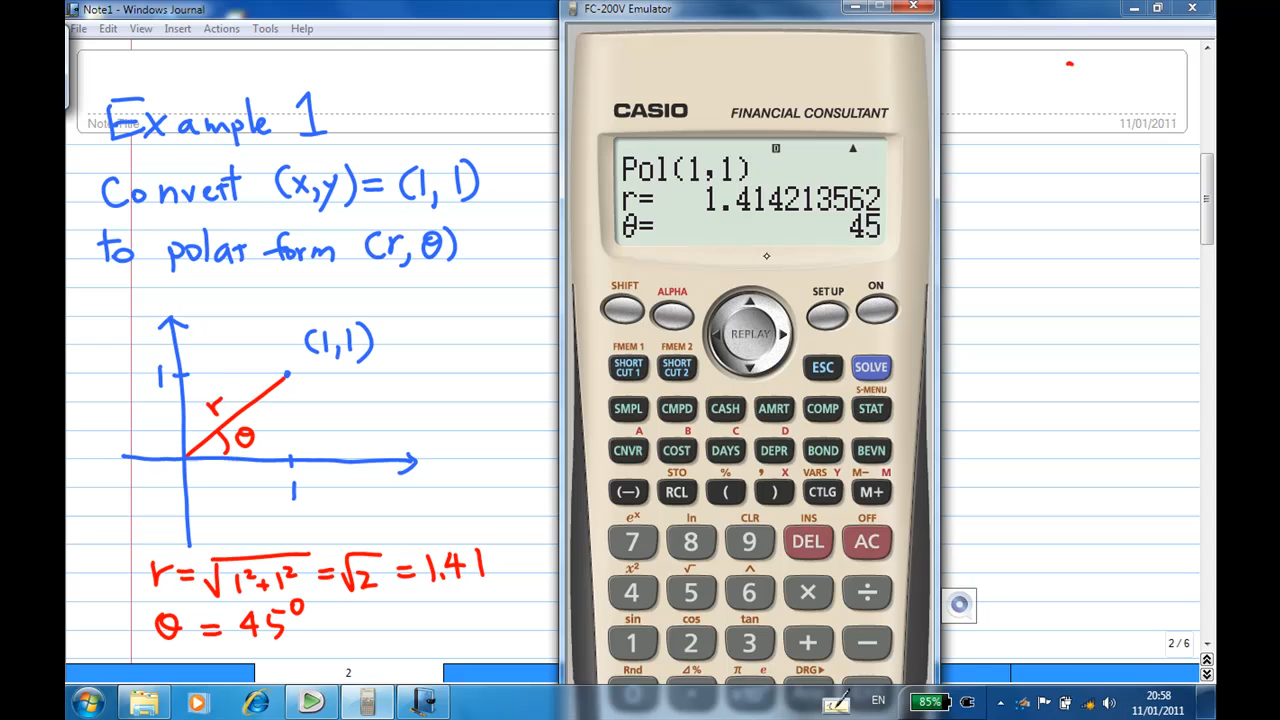 Note1 - Windows Journal
File Edit View Insert Actions Tools Help
Note Title
11/01/2011
Example 1
Convert (x,y) = (1, 1)
to polar form (r, θ)
(1,1)
1
r
θ
1
r = √1²+1² = √2 = 1.41
θ = 45°
2
FC-200V Emulator
CASIO FINANCIAL CONSULTANT
D ▲
Pol(1,1)
r= 1.414213562
θ= 45
SHIFT ALPHA SET UP ON
REPLAY
FMEM 1 FMEM 2
SHORT CUT 1 SHORT CUT 2 ESC SOLVE
S-MENU
SMPL CMPD CASH AMRT COMP STAT
A B C D
CNVR COST DAYS DEPR BOND BEVN
STO % , X VARS Y M− M
(−) RCL ( ) CTLG M+
eˣ ln CLR INS OFF
7 8 9 DEL AC
x² √ ^
4 5 6 × ÷
sin cos tan
1 2 3 + −
Rnd ⊿% π e DRG▶
2 / 6
EN
85%
20:58
11/01/2011